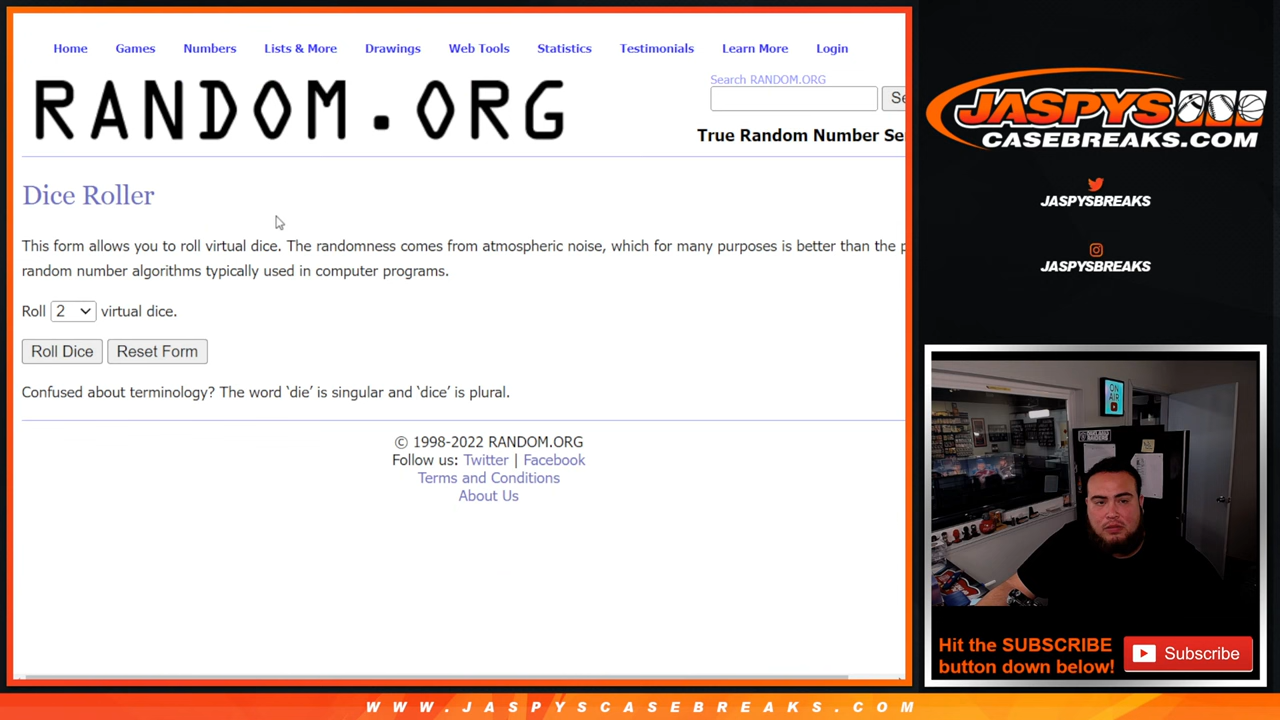 Home Games Numbers Lists & More Drawings Web Tools Statistics Testimonials Learn More Login
RANDOM.ORG
Search RANDOM.ORG
Se
True Random Number Se
Dice Roller
This form allows you to roll virtual dice. The randomness comes from atmospheric noise, which for many purposes is better than the p
random number algorithms typically used in computer programs.
Roll 2 virtual dice.
Roll Dice Reset Form
Confused about terminology? The word ‘die’ is singular and ‘dice’ is plural.
© 1998-2022 RANDOM.ORG
Follow us: Twitter | Facebook
Terms and Conditions
About Us
JASPYS
CASEBREAKS.COM
JASPYSBREAKS
JASPYSBREAKS
ON
AIR
Hit the SUBSCRIBE
button down below!
Subscribe
WWW.JASPYSCASEBREAKS.COM